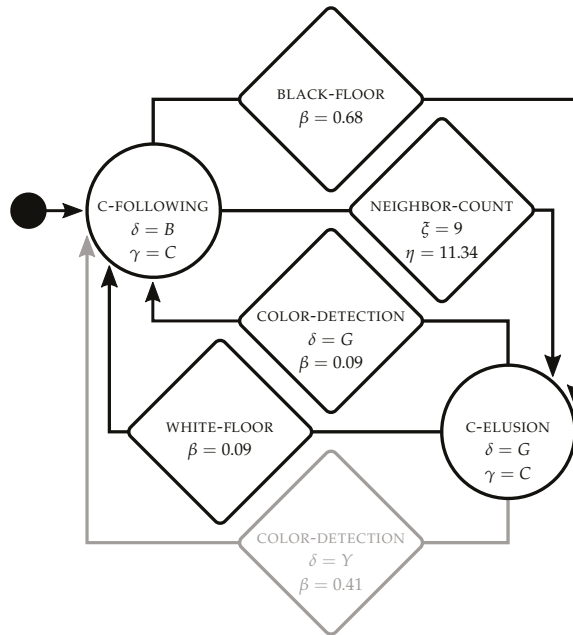 BLACK-FLOOR
β = 0.68
C-FOLLOWING
δ = B
γ = C
NEIGHBOR-COUNT
ξ = 9
η = 11.34
COLOR-DETECTION
δ = G
β = 0.09
WHITE-FLOOR
β = 0.09
C-ELUSION
δ = G
γ = C
COLOR-DETECTION
δ = Y
β = 0.41